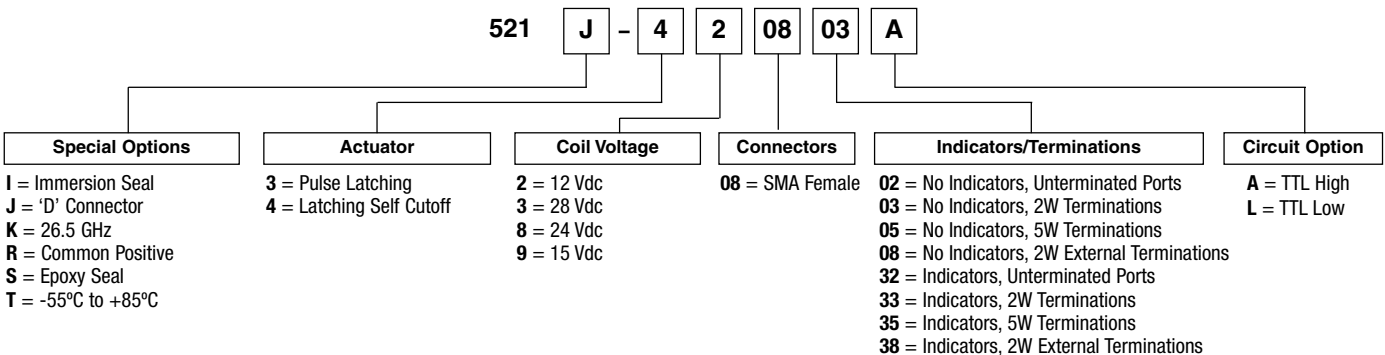 521 J – 4 2 08 03 A
Special Options
I = Immersion Seal
J = ‘D’ Connector
K = 26.5 GHz
R = Common Positive
S = Epoxy Seal
T = -55ºC to +85ºC
Actuator
3 = Pulse Latching
4 = Latching Self Cutoff
Coil Voltage
2 = 12 Vdc
3 = 28 Vdc
8 = 24 Vdc
9 = 15 Vdc
Connectors
08 = SMA Female
Indicators/Terminations
02 = No Indicators, Unterminated Ports
03 = No Indicators, 2W Terminations
05 = No Indicators, 5W Terminations
08 = No Indicators, 2W External Terminations
32 = Indicators, Unterminated Ports
33 = Indicators, 2W Terminations
35 = Indicators, 5W Terminations
38 = Indicators, 2W External Terminations
Circuit Option
A = TTL High
L = TTL Low